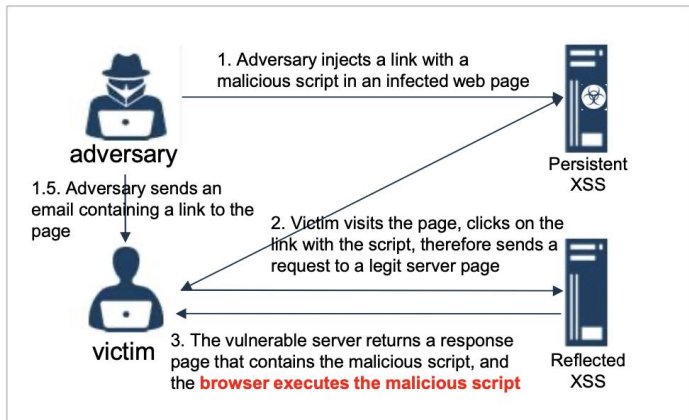 1. Adversary injects a link with a
malicious script in an infected web page
adversary
Persistent
XSS
1.5. Adversary sends an
email containing a link to the
page
2. Victim visits the page, clicks on the
link with the script, therefore sends a
request to a legit server page
victim
3. The vulnerable server returns a response
page that contains the malicious script, and
the browser executes the malicious script
Reflected
XSS